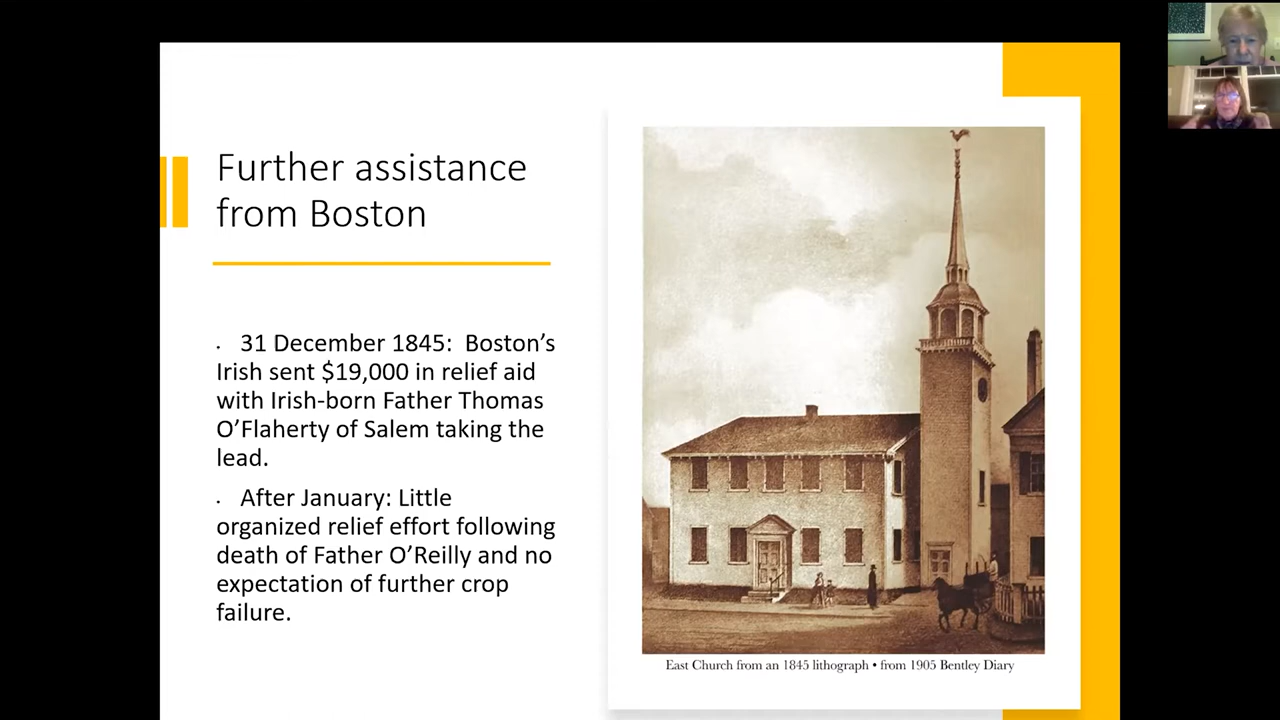 Further assistance
from Boston
• 31 December 1845: Boston’s
Irish sent $19,000 in relief aid
with Irish-born Father Thomas
O’Flaherty of Salem taking the
lead.
• After January: Little
organized relief effort following
death of Father O’Reilly and no
expectation of further crop
failure.
East Church from an 1845 lithograph • from 1905 Bentley Diary